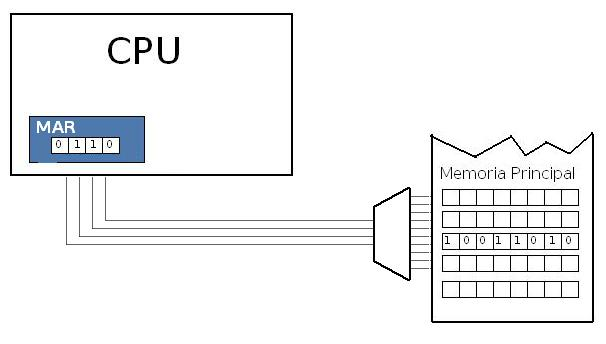 CPU
MAR
0 1 1 0
Memoria Principal
1 0 0 1 1 0 1 0